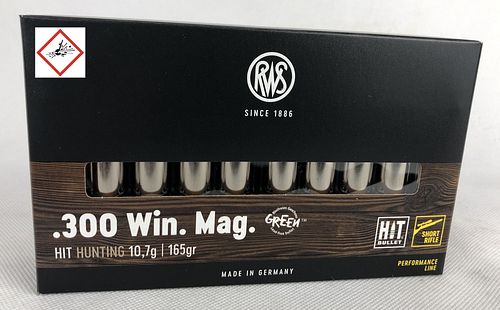 RWS
SINCE 1886
.300 Win. Mag.
GREEN
HIT HUNTING 10,7g | 165gr
HIT
BULLET
SHORT
RIFLE
PERFORMANCE
LINE
MADE IN GERMANY